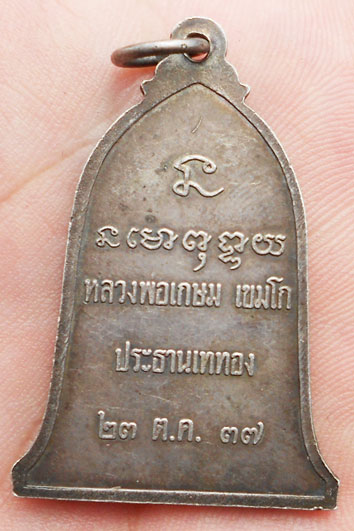 หลวงพ่อเกษม เขมโก
ประธานเททอง
๒๓ ต.ค. ๓๗